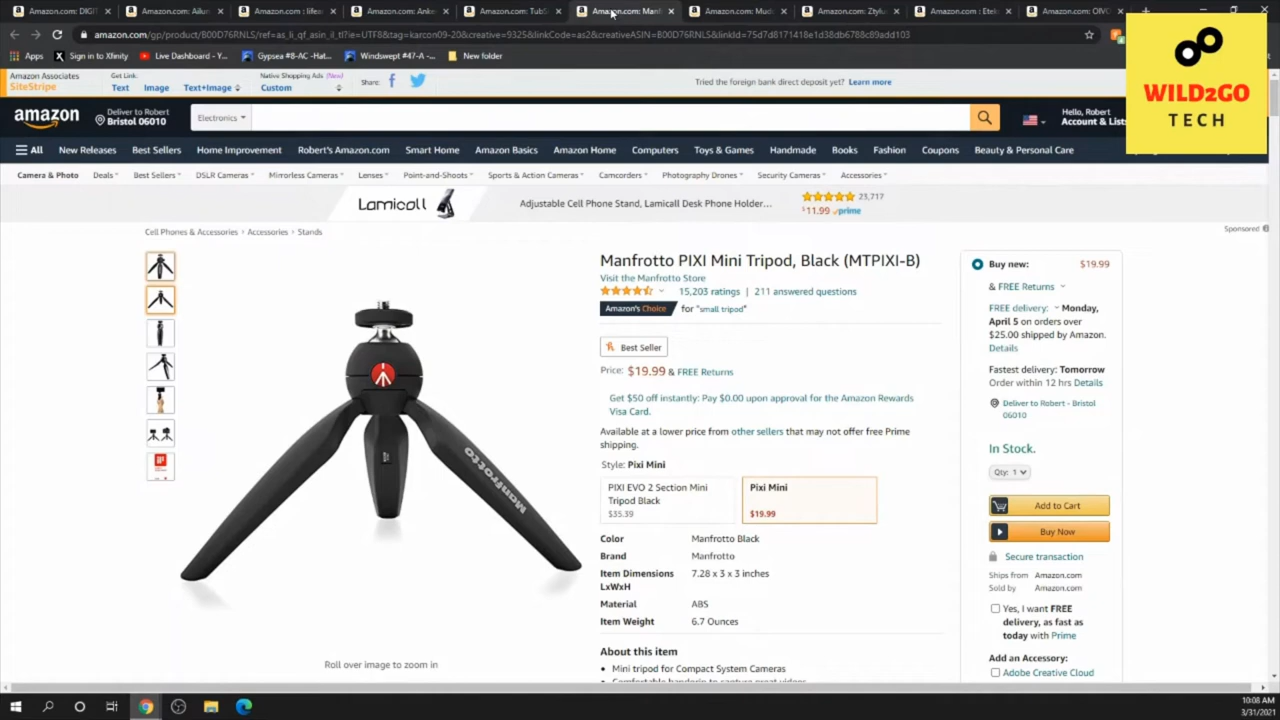 Amazon.com: DIGIT
Amazon.com: Ailun
Amazon.com : lifes
Amazon.com: Anke
Amazon.com: TubS
Amazon.com: Manf
Amazon.com: Mud
Amazon.com: Ztylu
Amazon.com : Etek
Amazon.com : OIVO
amazon.com/gp/product/B00D76RNLS/ref=as_li_qf_asin_il_tl?ie=UTF8&tag=karcon09-20&creative=9325&linkCode=as2&creativeASIN=B00D76RNLS&linkId=75d7d8171418e1d38db6788c89add103
Apps
Sign in to Xfinity
Live Dashboard - Y...
Gypsea #8-AC -Hat...
Windswept #47-A -...
New folder
WILD2GO
TECH
Amazon Associates
SiteStripe
Get Link:
Text
Image
Text+Image
Native Shopping Ads (New)
Custom
Share:
Tried the foreign bank direct deposit yet? Learn more
amazon
Deliver to Robert
Bristol 06010
Electronics
Hello, Robert
Account & Lists
All
New Releases
Best Sellers
Home Improvement
Robert's Amazon.com
Smart Home
Amazon Basics
Amazon Home
Computers
Toys & Games
Handmade
Books
Fashion
Coupons
Beauty & Personal Care
Camera & Photo
Deals
Best Sellers
DSLR Cameras
Mirrorless Cameras
Lenses
Point-and-Shoots
Sports & Action Cameras
Camcorders
Photography Drones
Security Cameras
Accessories
Lamicall
Adjustable Cell Phone Stand, Lamicall Desk Phone Holder...
23,717
$11.99 prime
Sponsored
Cell Phones & Accessories › Accessories › Stands
Manfrotto
Roll over image to zoom in
Manfrotto PIXI Mini Tripod, Black (MTPIXI-B)
Visit the Manfrotto Store
15,203 ratings | 211 answered questions
Amazon's Choice for "small tripod"
Best Seller
Price: $19.99 & FREE Returns
Get $50 off instantly: Pay $0.00 upon approval for the Amazon Rewards
Visa Card.
Available at a lower price from other sellers that may not offer free Prime
shipping.
Style: Pixi Mini
PIXI EVO 2 Section Mini
Tripod Black
$35.39
Pixi Mini
$19.99
Color Manfrotto Black
Brand Manfrotto
Item Dimensions 7.28 x 3 x 3 inches
LxWxH
Material ABS
Item Weight 6.7 Ounces
About this item
• Mini tripod for Compact System Cameras
• Comfortable handgrip to capture great videos
Buy new: $19.99
& FREE Returns
FREE delivery: Monday,
April 5 on orders over
$25.00 shipped by Amazon.
Details
Fastest delivery: Tomorrow
Order within 12 hrs Details
Deliver to Robert - Bristol
06010
In Stock.
Qty: 1
Add to Cart
Buy Now
Secure transaction
Ships from Amazon.com
Sold by Amazon.com
Yes, I want FREE
delivery, as fast as
today with Prime
Add an Accessory:
Adobe Creative Cloud
10:08 AM
3/31/2021